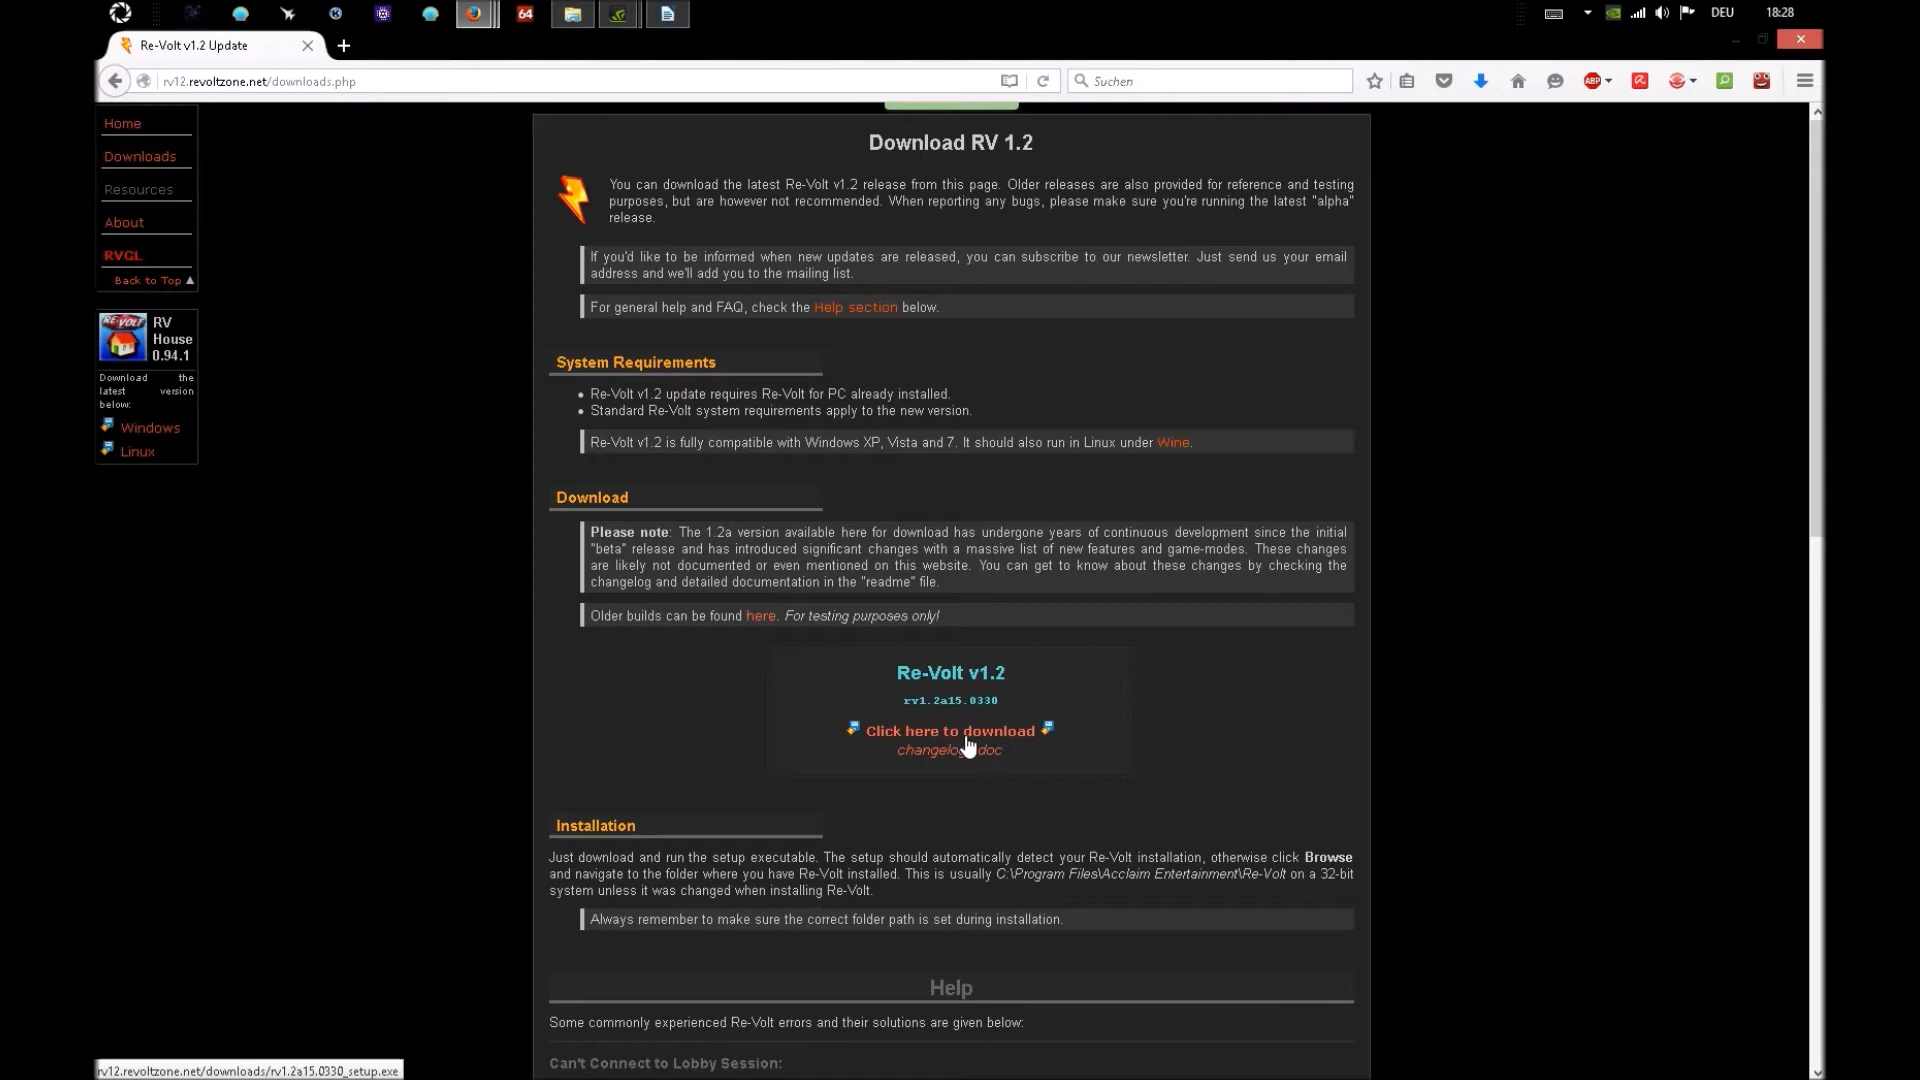 64
DEU
18:28
Re-Volt v1.2 Update
rv12.revoltzone.net/downloads.php
Suchen
ABP
Home
Downloads
Resources
About
RVGL
Back to Top ▲
RE-VOLT
RV
House
0.94.1
Download the
latest version
below:
Windows
Linux
Download RV 1.2
You can download the latest Re-Volt v1.2 release from this page. Older releases are also provided for reference and testing
purposes, but are however not recommended. When reporting any bugs, please make sure you're running the latest "alpha"
release.
If you'd like to be informed when new updates are released, you can subscribe to our newsletter. Just send us your email
address and we'll add you to the mailing list.
For general help and FAQ, check the Help section below.
System Requirements
• Re-Volt v1.2 update requires Re-Volt for PC already installed.
• Standard Re-Volt system requirements apply to the new version.
Re-Volt v1.2 is fully compatible with Windows XP, Vista and 7. It should also run in Linux under Wine.
Download
Please note: The 1.2a version available here for download has undergone years of continuous development since the initial
"beta" release and has introduced significant changes with a massive list of new features and game-modes. These changes
are likely not documented or even mentioned on this website. You can get to know about these changes by checking the
changelog and detailed documentation in the "readme" file.
Older builds can be found here. For testing purposes only!
Re-Volt v1.2
rv1.2a15.0330
Click here to download
changelog doc
Installation
Just download and run the setup executable. The setup should automatically detect your Re-Volt installation, otherwise click Browse
and navigate to the folder where you have Re-Volt installed. This is usually C:\Program Files\Acclaim Entertainment\Re-Volt on a 32-bit
system unless it was changed when installing Re-Volt.
Always remember to make sure the correct folder path is set during installation.
Help
Some commonly experienced Re-Volt errors and their solutions are given below:
Can't Connect to Lobby Session:
rv12.revoltzone.net/downloads/rv1.2a15.0330_setup.exe